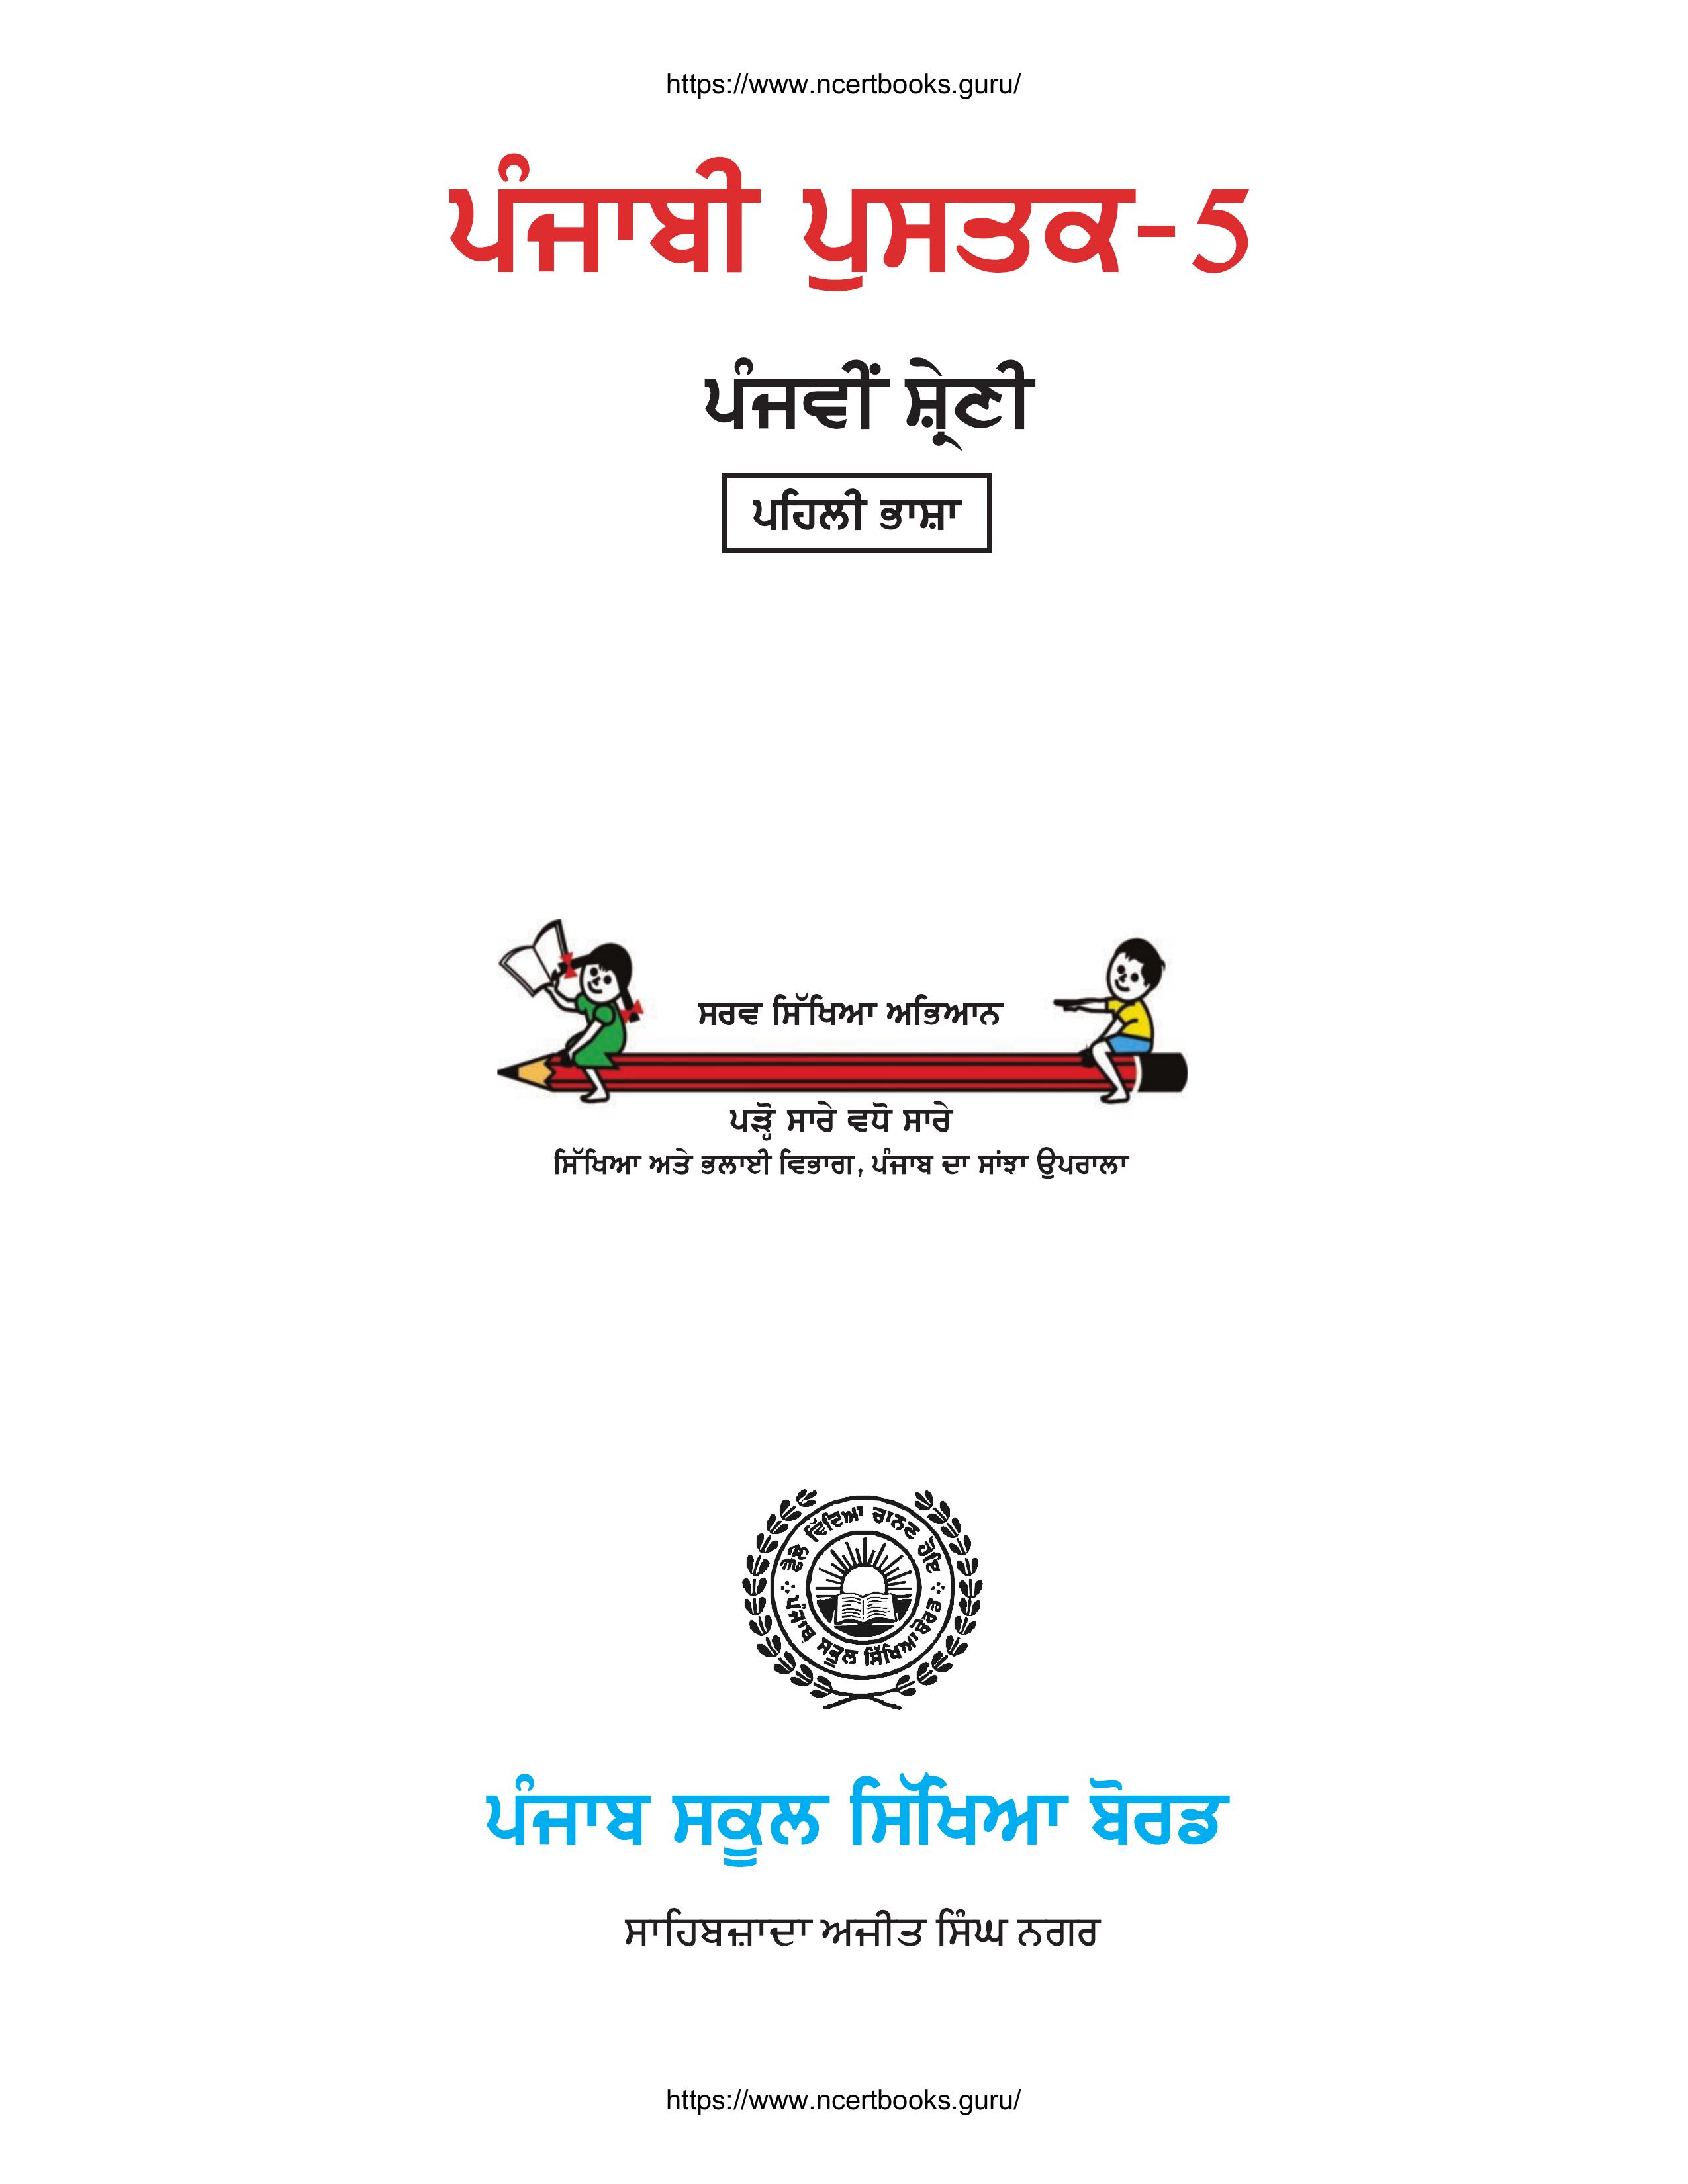 https://www.ncertbooks.guru/
ਪੰਜਾਬੀ ਪੁਸਤਕ-5
ਪੰਜਵੀਂ ਸ਼੍ਰੇਣੀ
ਪਹਿਲੀ ਭਾਸ਼ਾ
ਸਰਵ ਸਿੱਖਿਆ ਅਭਿਆਨ
ਪੜ੍ਹੋ ਸਾਰੇ ਵਧੋ ਸਾਰੇ
ਸਿੱਖਿਆ ਅਤੇ ਭਲਾਈ ਵਿਭਾਗ, ਪੰਜਾਬ ਦਾ ਸਾਂਝਾ ਉਪਰਾਲਾ
ਫੈਲੇ ਵਿੱਦਿਆ ਚਾਨਣ ਹੋਇ
ਪੰਜਾਬ ਸਕੂਲ ਸਿੱਖਿਆ ਬੋਰਡ
ਪੰਜਾਬ ਸਕੂਲ ਸਿੱਖਿਆ ਬੋਰਡ
ਸਾਹਿਬਜ਼ਾਦਾ ਅਜੀਤ ਸਿੰਘ ਨਗਰ
https://www.ncertbooks.guru/